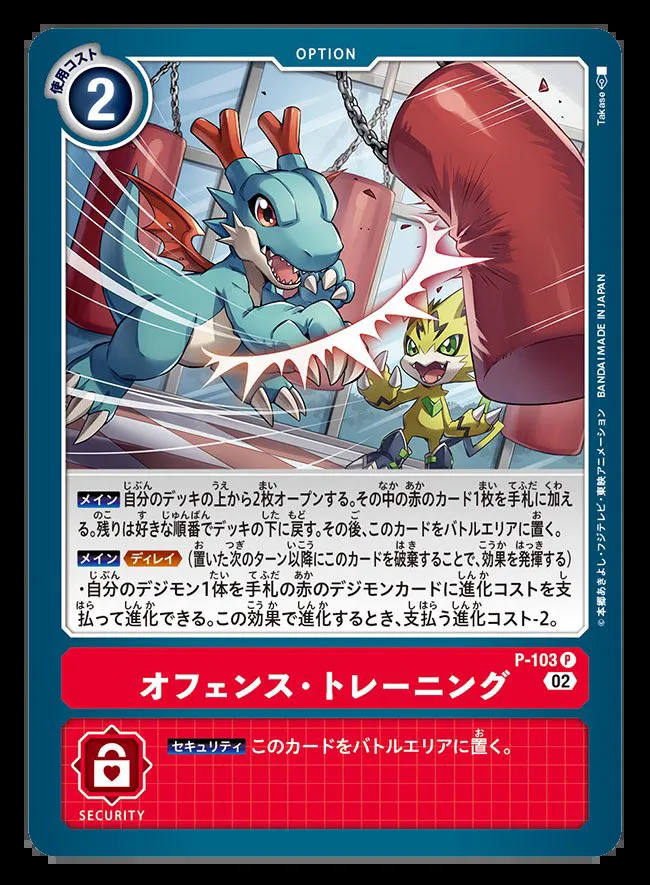 使用コスト
2
OPTION
Takase
メイン 自分のデッキの上から2枚オープンする。その中の赤のカード1枚を手札に加え
る。残りは好きな順番でデッキの下に戻す。その後、このカードをバトルエリアに置く。
メイン ディレイ (置いた次のターン以降にこのカードを破棄することで、効果を発揮する)
・自分のデジモン1体を手札の赤のデジモンカードに進化コストを支
払って進化できる。この効果で進化するとき、支払う進化コスト-2。
©本郷あきよし・フジテレビ・東映アニメーション BANDAI MADE IN JAPAN
P-103 P
オフェンス・トレーニング
02
セキュリティ このカードをバトルエリアに置く。
SECURITY